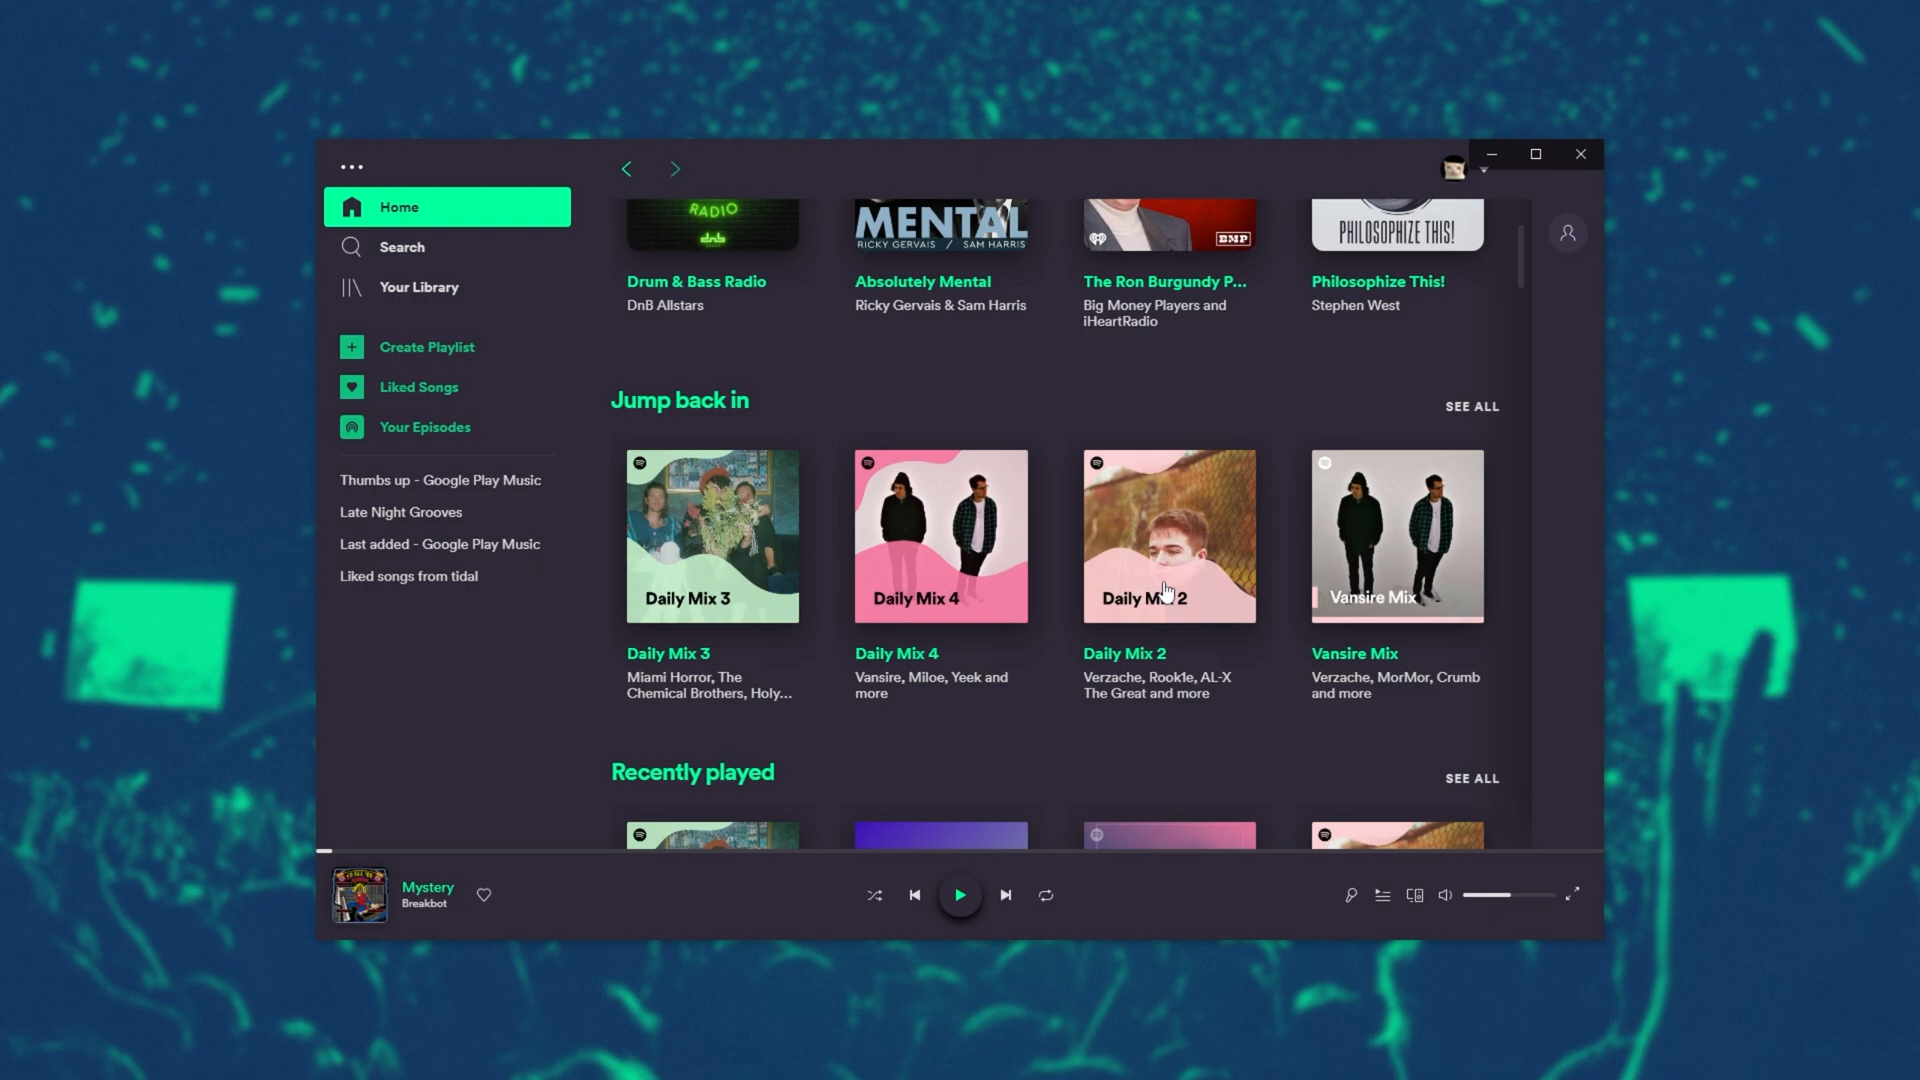 Home
Search
Your Library
Create Playlist
Liked Songs
Your Episodes
Thumbs up - Google Play Music
Late Night Grooves
Last added - Google Play Music
Liked songs from tidal
RADIO
dnb
MENTAL
RICKY GERVAIS / SAM HARRIS
BMP
PHILOSOPHIZE THIS!
Drum & Bass Radio
DnB Allstars
Absolutely Mental
Ricky Gervais & Sam Harris
The Ron Burgundy P...
Big Money Players and
iHeartRadio
Philosophize This!
Stephen West
Jump back in
SEE ALL
Daily Mix 3
Daily Mix 4
Daily Mix 2
Vansire Mix
Daily Mix 3
Miami Horror, The
Chemical Brothers, Holy...
Daily Mix 4
Vansire, Miloe, Yeek and
more
Daily Mix 2
Verzache, Rook1e, AL-X
The Great and more
Vansire Mix
Verzache, MorMor, Crumb
and more
Recently played
SEE ALL
Mystery
Breakbot